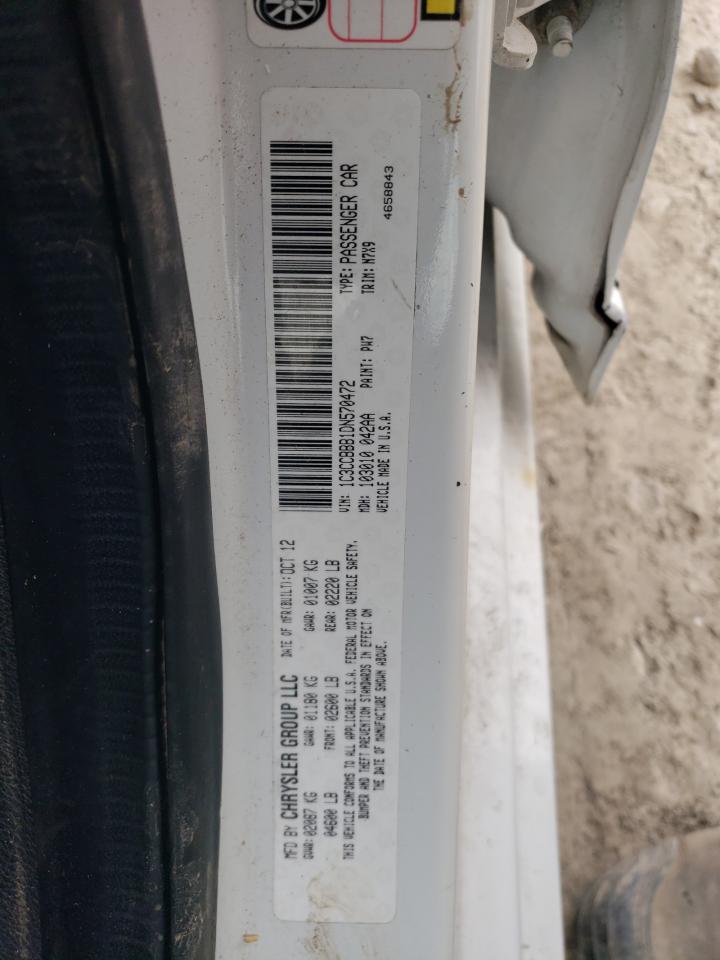 MFD BY CHRYSLER GROUP LLC DATE OF MFR(BUILT): OCT 12
GVWR: 02087 KG GAWR: 01180 KG GAWR: 01007 KG
04600 LB FRONT: 02600 LB REAR: 02220 LB
THIS VEHICLE CONFORMS TO ALL APPLICABLE U.S.A. FEDERAL MOTOR VEHICLE SAFETY,
BUMPER AND THEFT PREVENTION STANDARDS IN EFFECT ON
THE DATE OF MANUFACTURE SHOWN ABOVE.
VIN: 1C3CCBBB1DN570472 TYPE: PASSENGER CAR
MDH: 103010 042AA PAINT: PW7 TRIM: N7X9
VEHICLE MADE IN U.S.A. 4658843